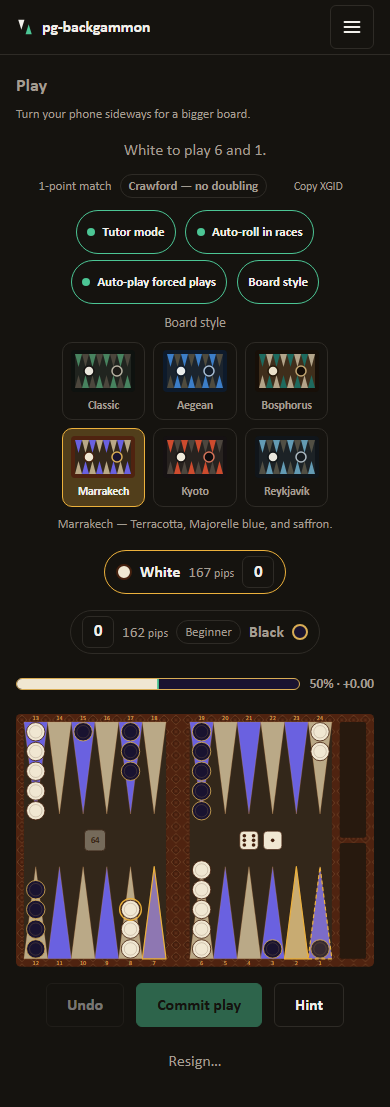 pg-backgammon
Play
Turn your phone sideways for a bigger board.
White to play 6 and 1.
1-point match Crawford — no doubling Copy XGID
Tutor mode Auto-roll in races
Auto-play forced plays Board style
Board style
Classic Aegean Bosphorus
Marrakech Kyoto Reykjavík
Marrakech — Terracotta, Majorelle blue, and saffron.
White 167 pips 0
0 162 pips Beginner Black
50% · +0.00
13 14 15 16 17 18 19 20 21 22 23 24
64
12 11 10 9 8 7 6 5 4 3 2 1
Undo Commit play Hint
Resign...